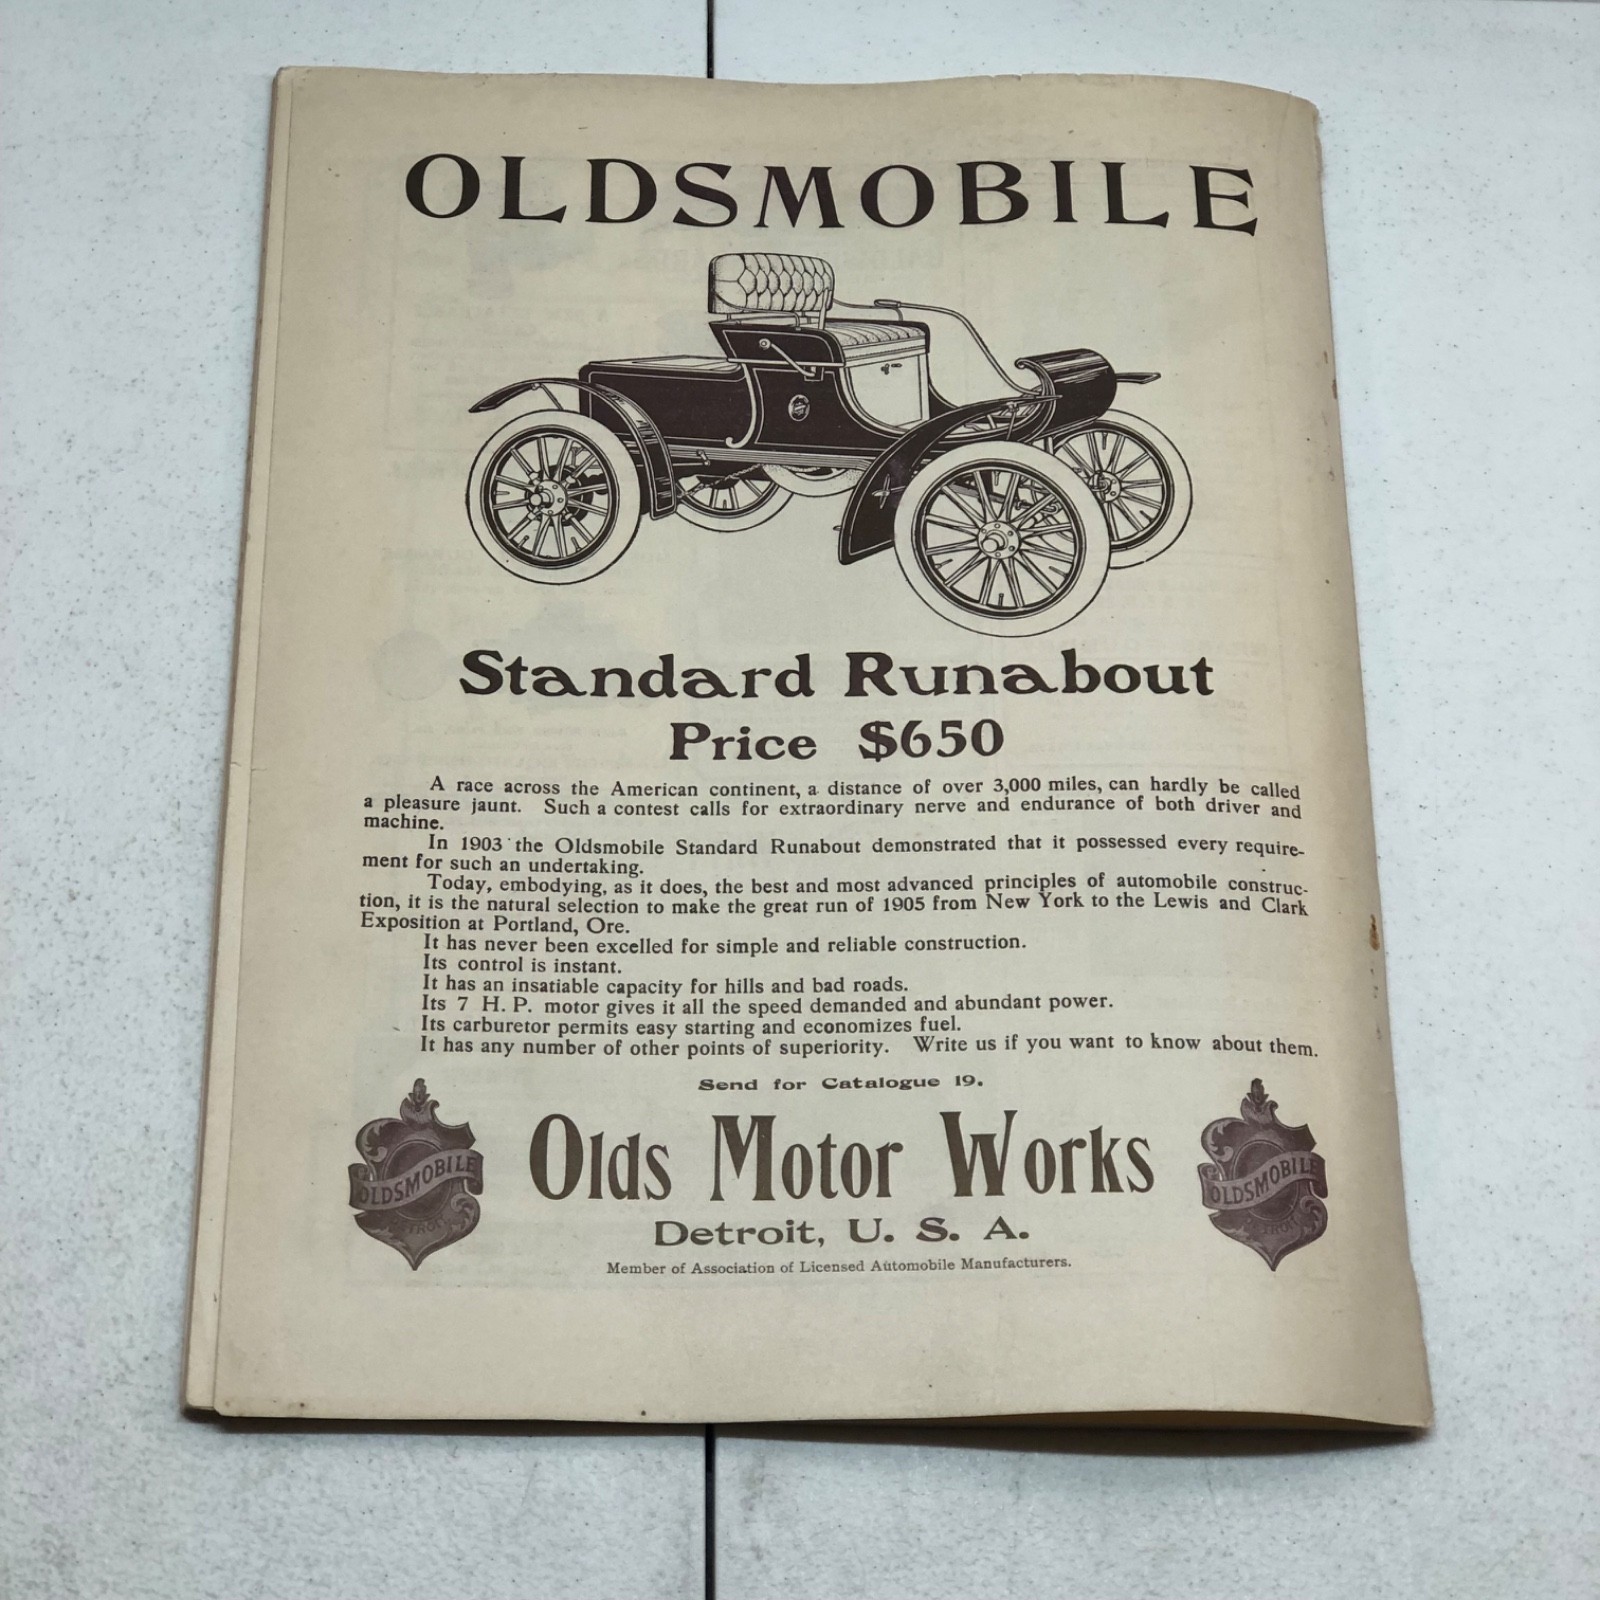 OLDSMOBILE
Standard Runabout
Price $650
A race across the American continent, a distance of over 3,000 miles, can hardly be called
a pleasure jaunt. Such a contest calls for extraordinary nerve and endurance of both driver and
machine.
In 1903 the Oldsmobile Standard Runabout demonstrated that it possessed every require-
ment for such an undertaking.
Today, embodying, as it does, the best and most advanced principles of automobile construc-
tion, it is the natural selection to make the great run of 1905 from New York to the Lewis and Clark
Exposition at Portland, Ore.
It has never been excelled for simple and reliable construction.
Its control is instant.
It has an insatiable capacity for hills and bad roads.
Its 7 H. P. motor gives it all the speed demanded and abundant power.
Its carburetor permits easy starting and economizes fuel.
It has any number of other points of superiority. Write us if you want to know about them.
Send for Catalogue 19.
OLDSMOBILE
DETROIT
Olds Motor Works
Detroit, U. S. A.
Member of Association of Licensed Automobile Manufacturers.
OLDSMOBILE
DETROIT